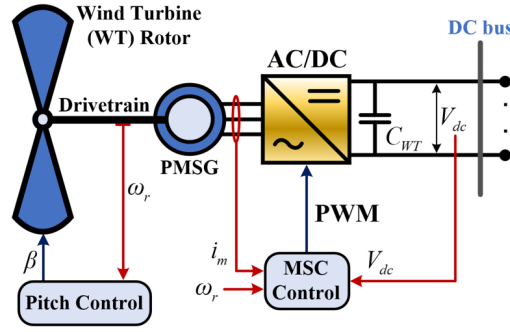 Wind Turbine
(WT) Rotor
DC bus
AC/DC
Drivetrain
V_dc
C_WT
PMSG
ω_r
PWM
β
i_m
MSC
Control
V_dc
ω_r
Pitch Control